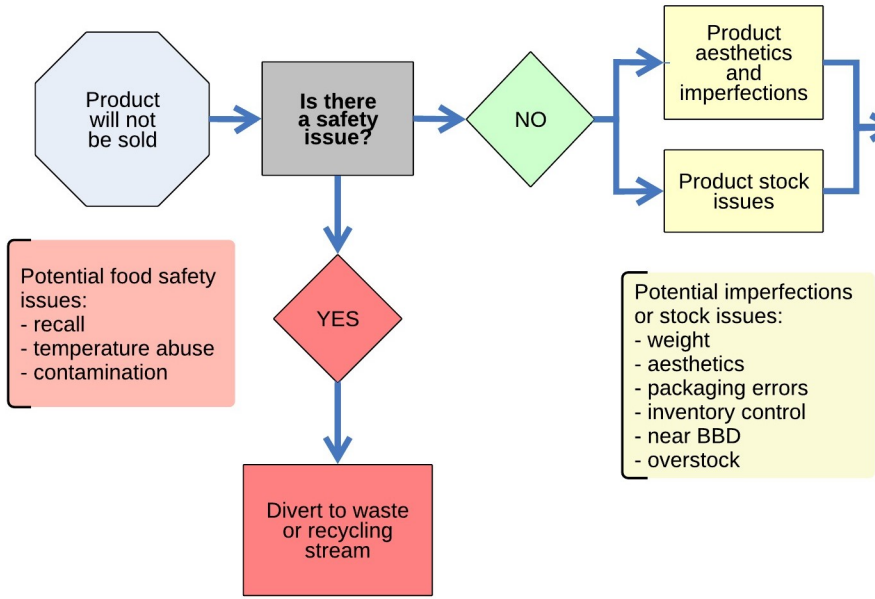 Product
will not
be sold
Is there
a safety
issue?
NO
Product
aesthetics
and
imperfections
Product stock
issues
Potential food safety
issues:
- recall
- temperature abuse
- contamination
YES
Potential imperfections
or stock issues:
- weight
- aesthetics
- packaging errors
- inventory control
- near BBD
- overstock
Divert to waste
or recycling
stream